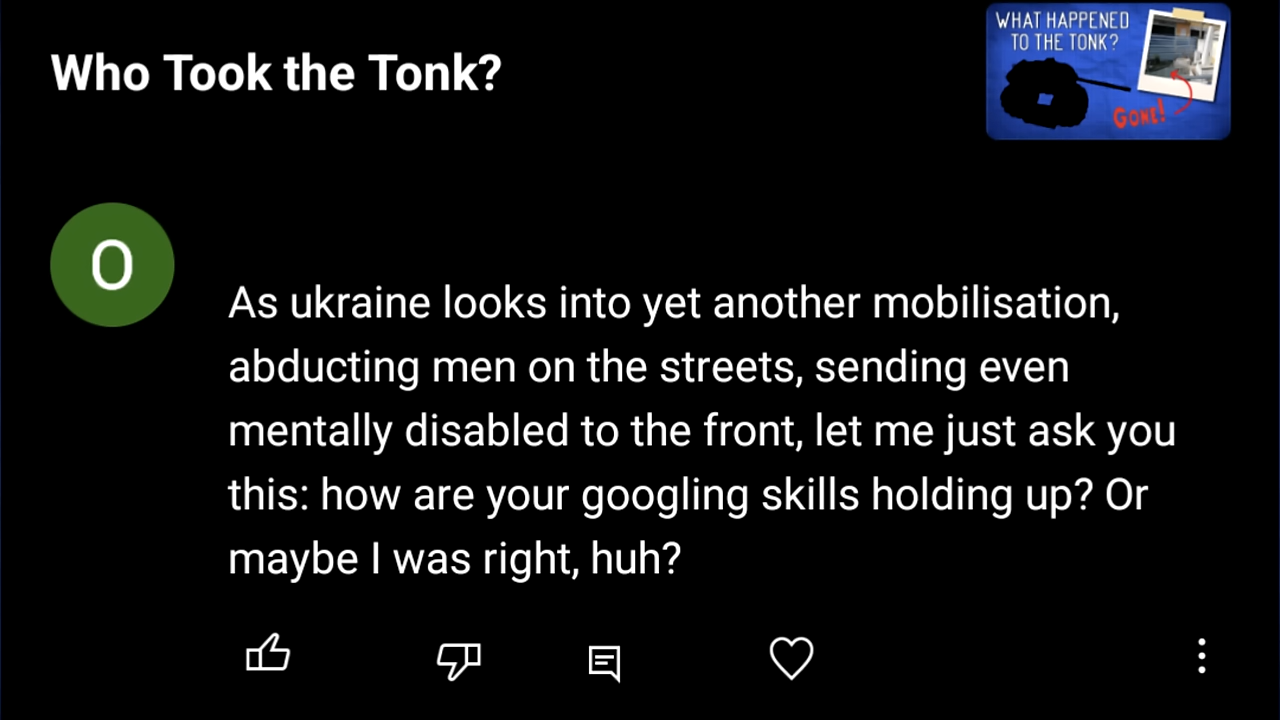 Who Took the Tonk?
WHAT HAPPENED
TO THE TONK?
GONE!
O
As ukraine looks into yet another mobilisation,
abducting men on the streets, sending even
mentally disabled to the front, let me just ask you
this: how are your googling skills holding up? Or
maybe I was right, huh?